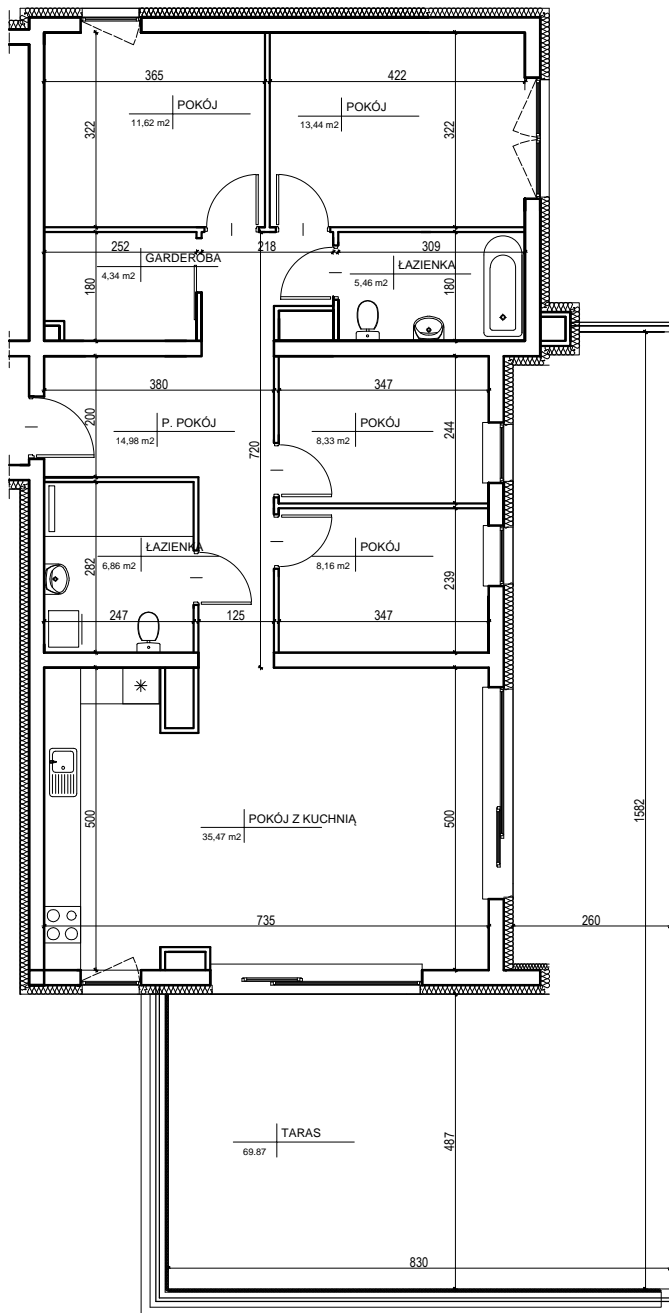 365
422
POKÓJ
11,62 m2
POKÓJ
13,44 m2
322
322
252
218
309
GARDEROBA
4,34 m2
ŁAZIENKA
5,46 m2
180
180
380
347
P. POKÓJ
14,98 m2
POKÓJ
8,33 m2
200
244
720
ŁAZIENKA
6,86 m2
POKÓJ
8,16 m2
282
239
247
125
347
POKÓJ Z KUCHNIĄ
35,47 m2
500
500
1582
735
260
TARAS
69.87
487
830